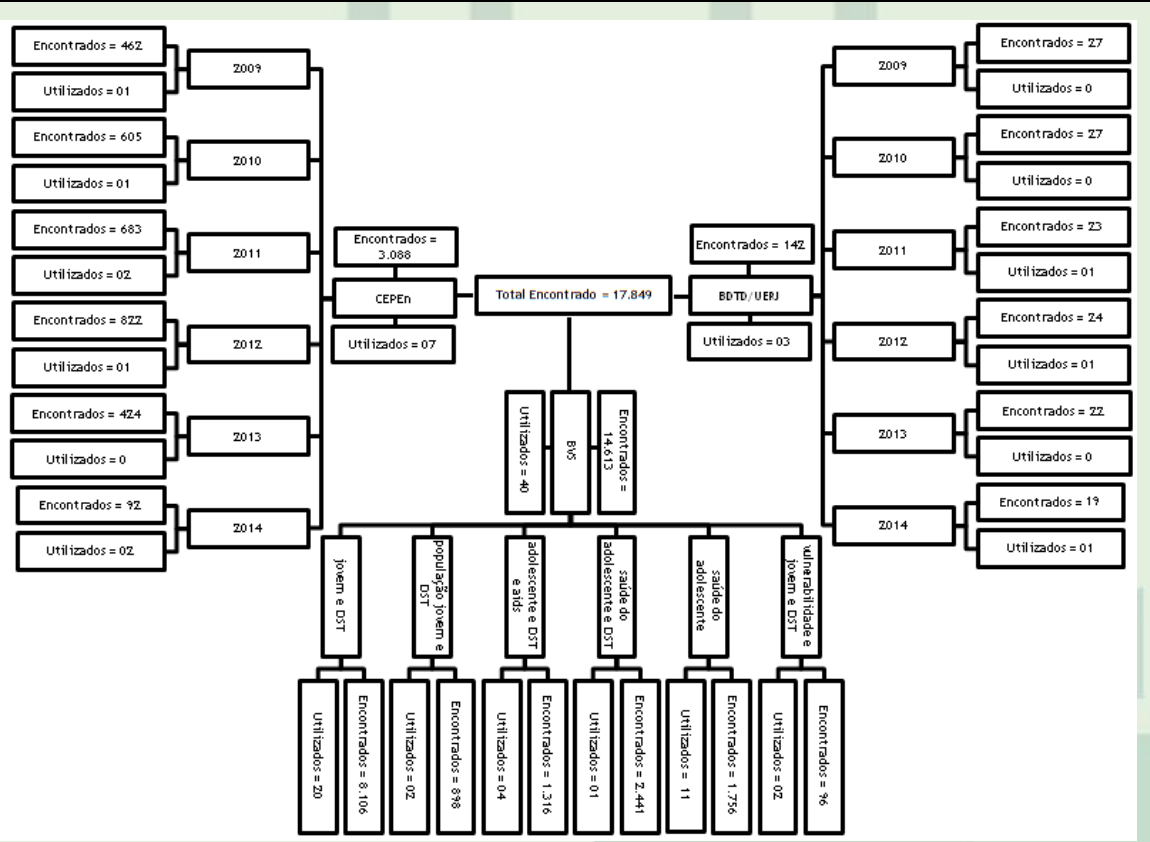 Encontrados = 462
2009
Utilizados = 01
Encontrados = 605
2010
Utilizados = 01
Encontrados = 683
2011
Utilizados = 02
Encontrados = 822
2012
Utilizados = 01
Encontrados = 424
2013
Utilizados = 0
Encontrados = 92
2014
Utilizados = 02
Encontrados =
3.088
CEPEn
Utilizados = 07
Total Encontrado = 17.849
Encontrados = 142
BDTD/UERJ
Utilizados = 03
Encontrados = 27
2009
Utilizados = 0
Encontrados = 27
2010
Utilizados = 0
Encontrados = 23
2011
Utilizados = 01
Encontrados = 24
2012
Utilizados = 01
Encontrados = 22
2013
Utilizados = 0
Encontrados = 19
2014
Utilizados = 01
Utilizados = 40
BVS
Encontrados =
14.613
jovem e DST
população jovem e
DST
adolescente e DST
e aids
saúde do
adolescente e DST
saúde do
adolescente
vulnerabilidade e
jovem e DST
Utilizados = 20
Encontrados = 8.106
Utilizados = 02
Encontrados = 898
Utilizados = 04
Encontrados = 1.316
Utilizados = 01
Encontrados = 2.441
Utilizados = 11
Encontrados = 1.756
Utilizados = 02
Encontrados = 96